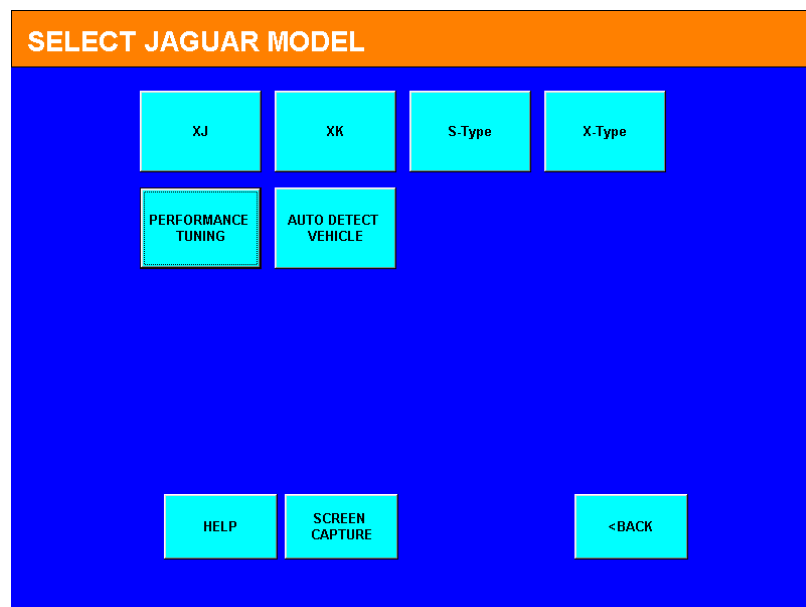 SELECT JAGUAR MODEL
XJ
XK
S-Type
X-Type
PERFORMANCE
TUNING
AUTO DETECT
VEHICLE
HELP
SCREEN
CAPTURE
<BACK